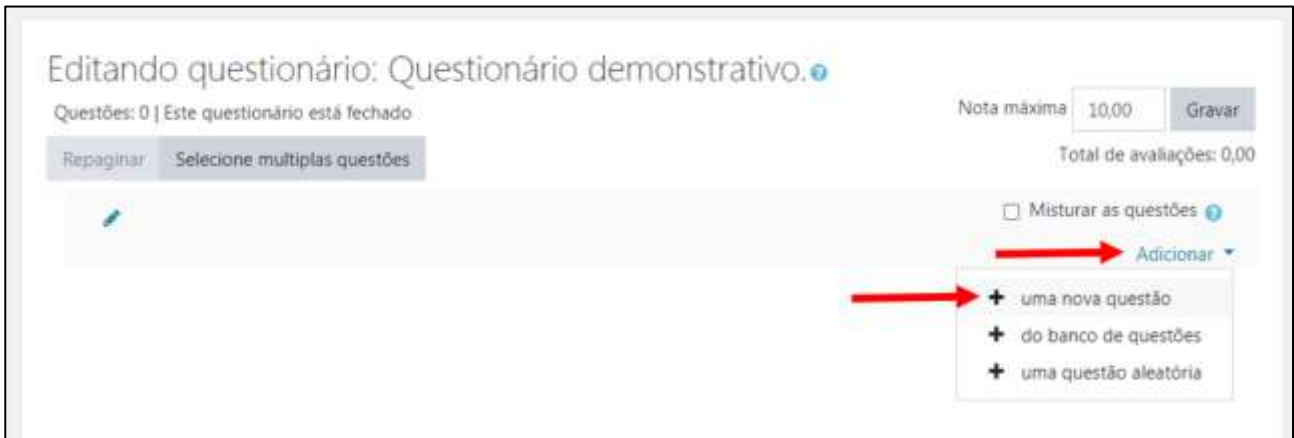 Editando questionário: Questionário demonstrativo.
Questões: 0 | Este questionário está fechado
Nota máxima 10,00 Gravar
Repaginar Selecione multiplas questões
Total de avaliações: 0,00
Misturar as questões
Adicionar
uma nova questão
do banco de questões
uma questão aleatória